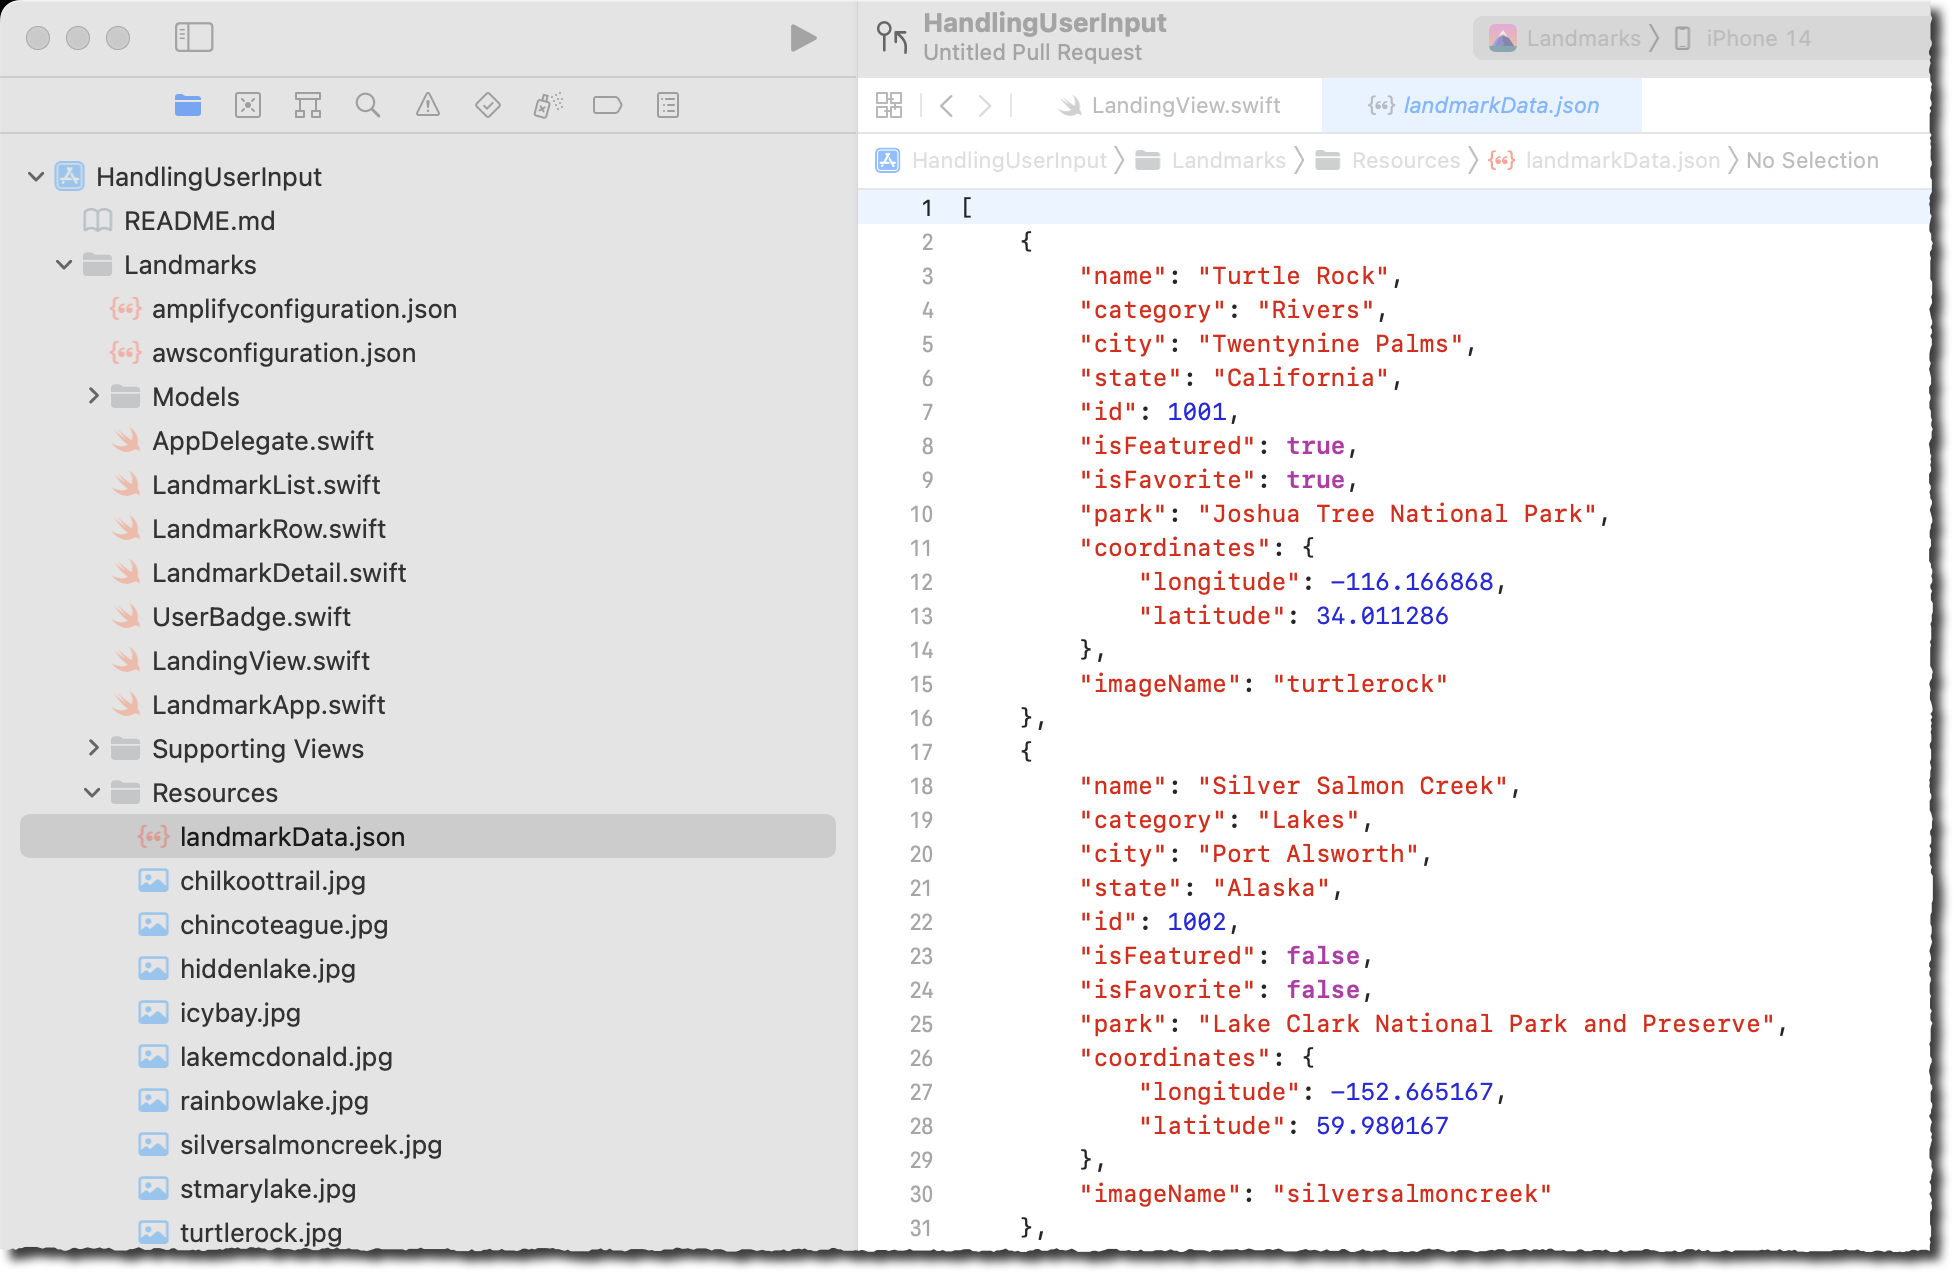 HandlingUserInput
Untitled Pull Request
Landmarks
iPhone 14
LandingView.swift
landmarkData.json
HandlingUserInput
Landmarks
Resources
landmarkData.json
No Selection
HandlingUserInput
README.md
Landmarks
amplifyconfiguration.json
awsconfiguration.json
Models
AppDelegate.swift
LandmarkList.swift
LandmarkRow.swift
LandmarkDetail.swift
UserBadge.swift
LandingView.swift
LandmarkApp.swift
Supporting Views
Resources
landmarkData.json
chilkoottrail.jpg
chincoteague.jpg
hiddenlake.jpg
icybay.jpg
lakemcdonald.jpg
rainbowlake.jpg
silversalmoncreek.jpg
stmarylake.jpg
turtlerock.jpg
1 [
2 {
3 "name": "Turtle Rock",
4 "category": "Rivers",
5 "city": "Twentynine Palms",
6 "state": "California",
7 "id": 1001,
8 "isFeatured": true,
9 "isFavorite": true,
10 "park": "Joshua Tree National Park",
11 "coordinates": {
12 "longitude": -116.166868,
13 "latitude": 34.011286
14 },
15 "imageName": "turtlerock"
16 },
17 {
18 "name": "Silver Salmon Creek",
19 "category": "Lakes",
20 "city": "Port Alsworth",
21 "state": "Alaska",
22 "id": 1002,
23 "isFeatured": false,
24 "isFavorite": false,
25 "park": "Lake Clark National Park and Preserve",
26 "coordinates": {
27 "longitude": -152.665167,
28 "latitude": 59.980167
29 },
30 "imageName": "silversalmoncreek"
31 },